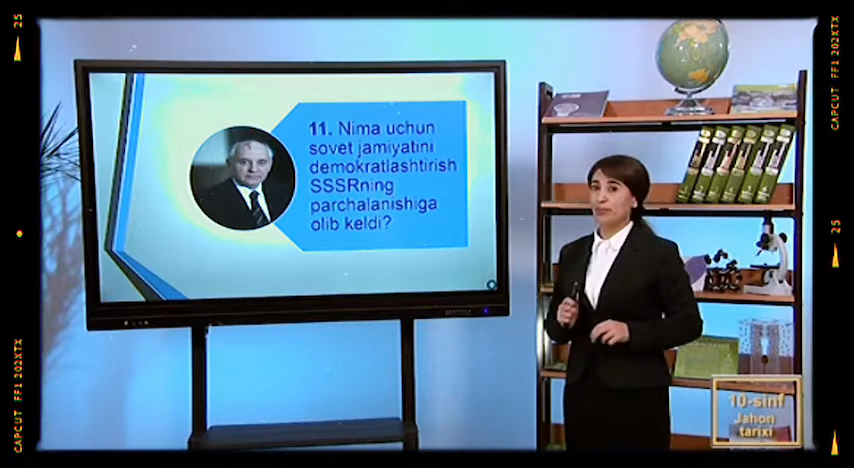 25
CAPCUT FF1 202XTX
11. Nima uchun
sovet jamiyatini
demokratlashtirish
SSSRning
parchalanishiga
olib keldi?
10-sinf
Jahon
tarixi
CAPCUT FF1 202XTX
25